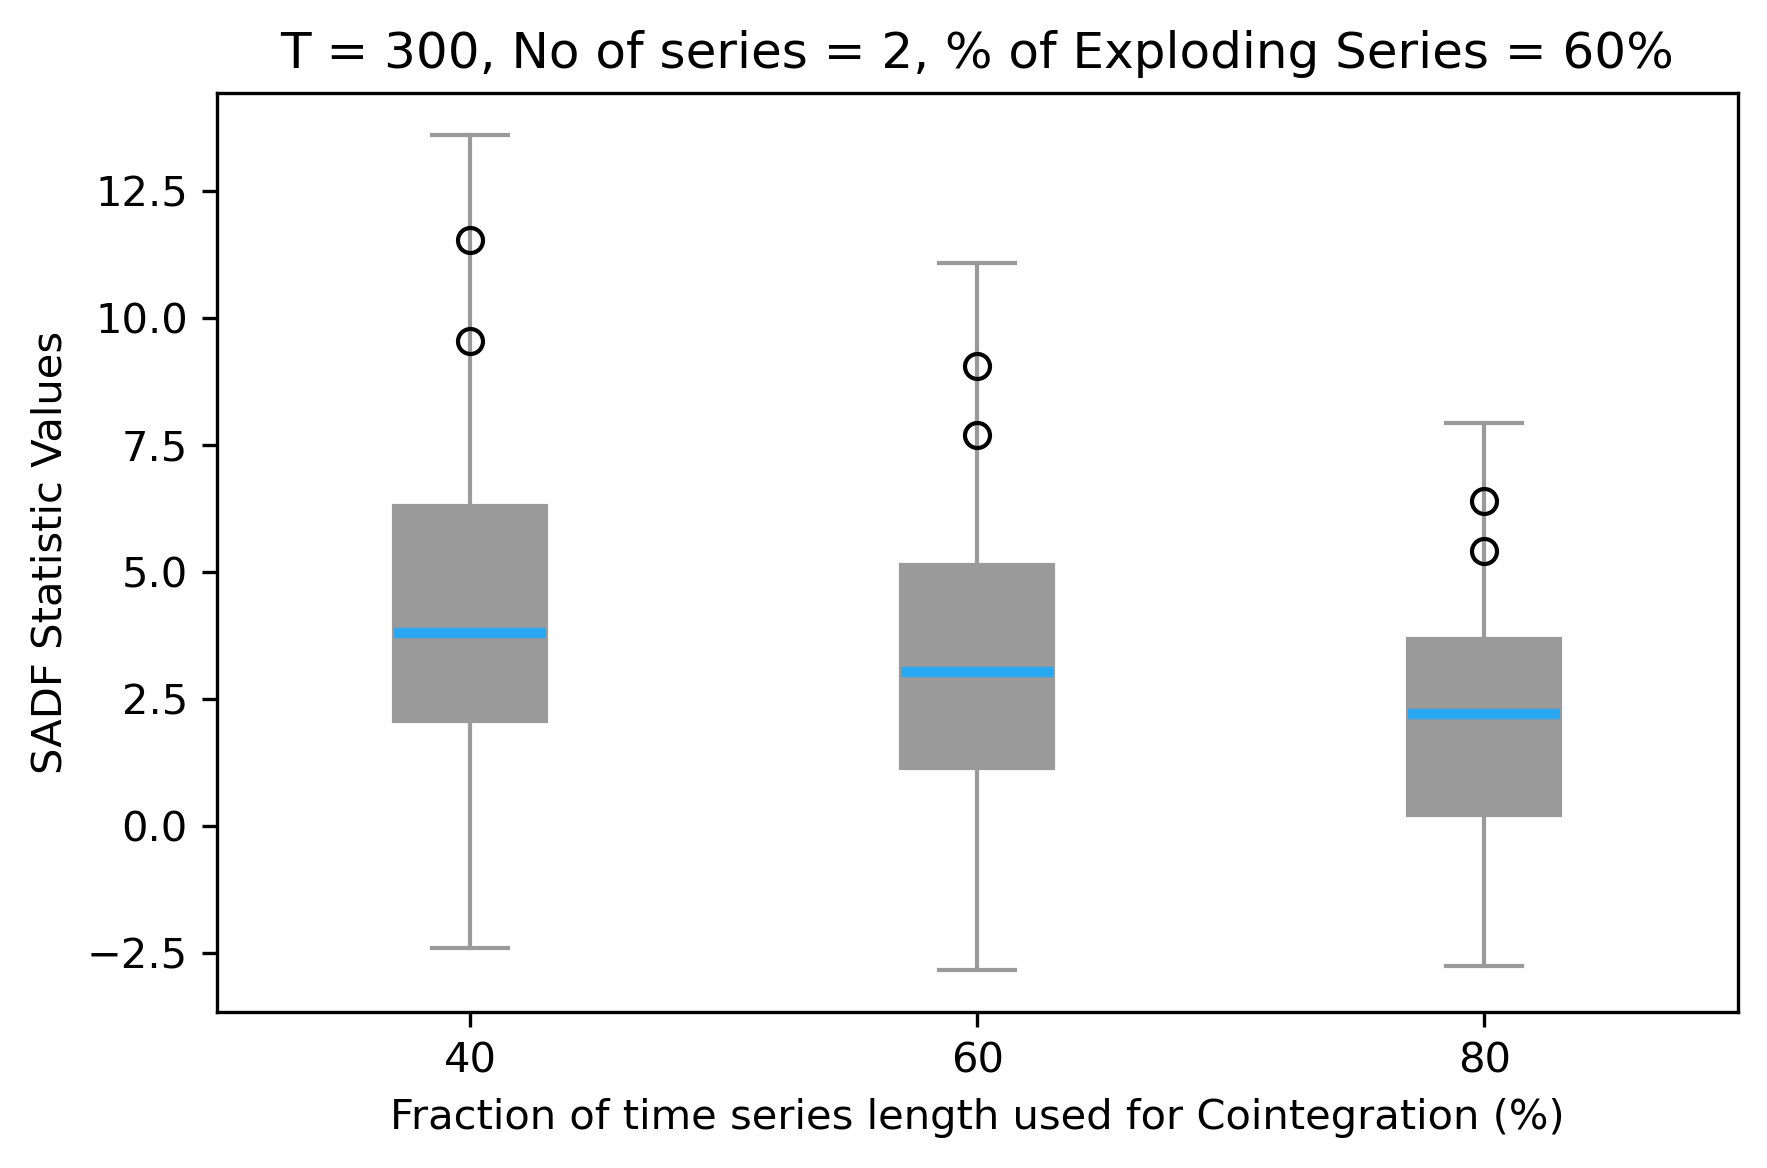 T = 300, No of series = 2, % of Exploding Series = 60%
12.5
10.0
7.5
5.0
2.5
0.0
−2.5
SADF Statistic Values
40 60 80
Fraction of time series length used for Cointegration (%)